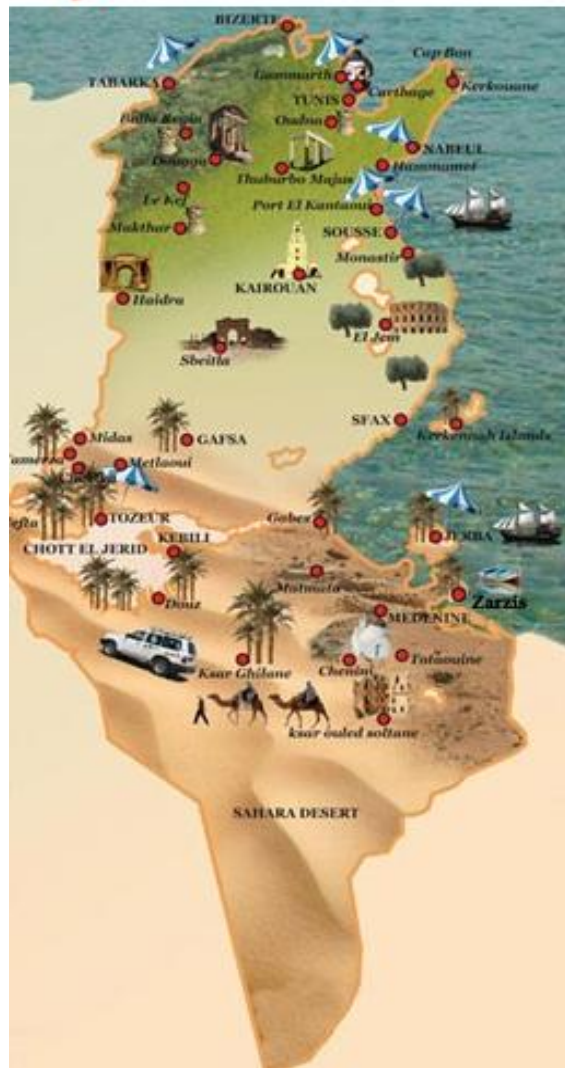 BIZERTE
Cap Bon
Gammarth
TABARKA
Kerkouane
Carthage
TUNIS
Bulla Regia
Oudna
NABEUL
Dougga
Thuburbo Majus
Hammamet
Le Kef
Port El Kantaoui
Makthar
SOUSSE
Monastir
KAIROUAN
Haidra
El Jem
Sbeitla
SFAX
Kerkennah Islands
Midas
GAFSA
Metlaoui
TOZEUR
Gabes
JERBA
KEBILI
CHOTT EL JERID
Matmata
Douz
Zarzis
MEDENINE
Ksar Ghilane
Chenini
Tataouine
ksar ouled soltane
SAHARA DESERT